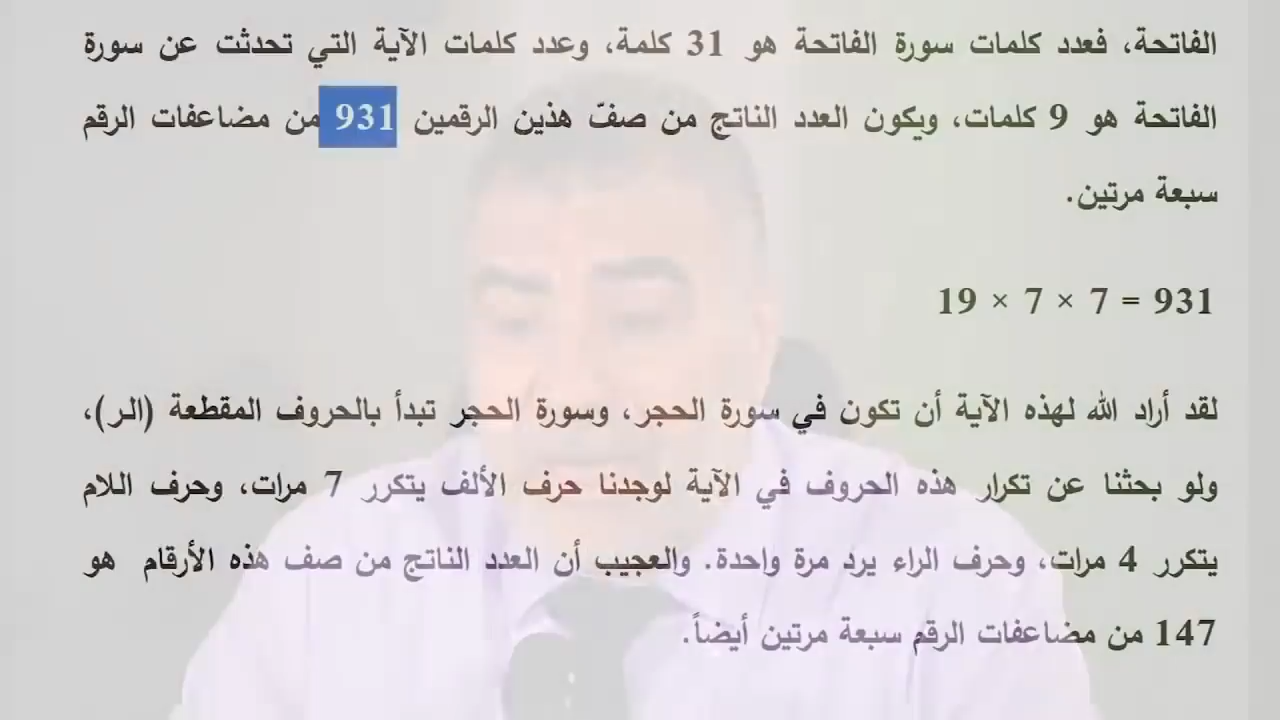 الفاتحة، فعدد كلمات سورة الفاتحة هو 31 كلمة، وعدد كلمات الآية التي تحدثت عن سورة
الفاتحة هو 9 كلمات، ويكون العدد الناتج من صفّ هذين الرقمين 931 من مضاعفات الرقم
سبعة مرتين.
19 × 7 × 7 = 931
لقد أراد الله لهذه الآية أن تكون في سورة الحجر، وسورة الحجر تبدأ بالحروف المقطعة (الر)،
ولو بحثنا عن تكرار هذه الحروف في الآية لوجدنا حرف الألف يتكرر 7 مرات، وحرف اللام
يتكرر 4 مرات، وحرف الراء يرد مرة واحدة. والعجيب أن العدد الناتج من صف هذه الأرقام هو
147 من مضاعفات الرقم سبعة مرتين أيضاً.